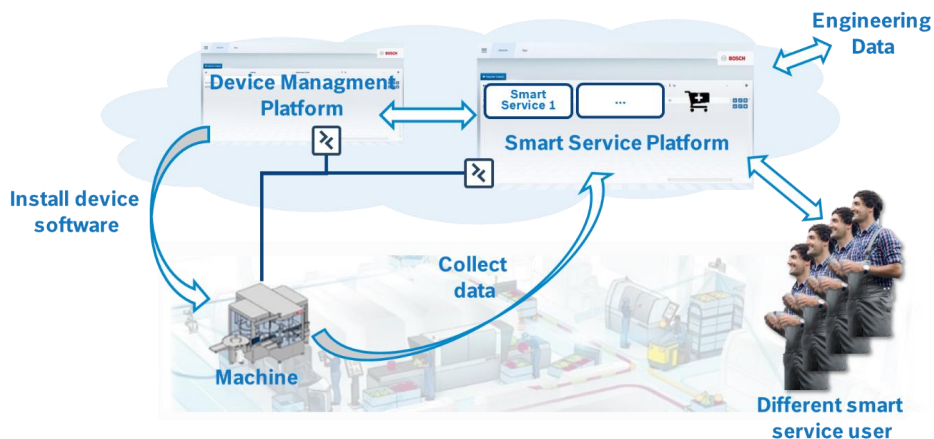 Engineering
Data
BOSCH
BOSCH
Device Managment
Platform
Smart
Service 1
...
Smart Service Platform
Install device
software
Collect
data
Machine
Different smart
service user